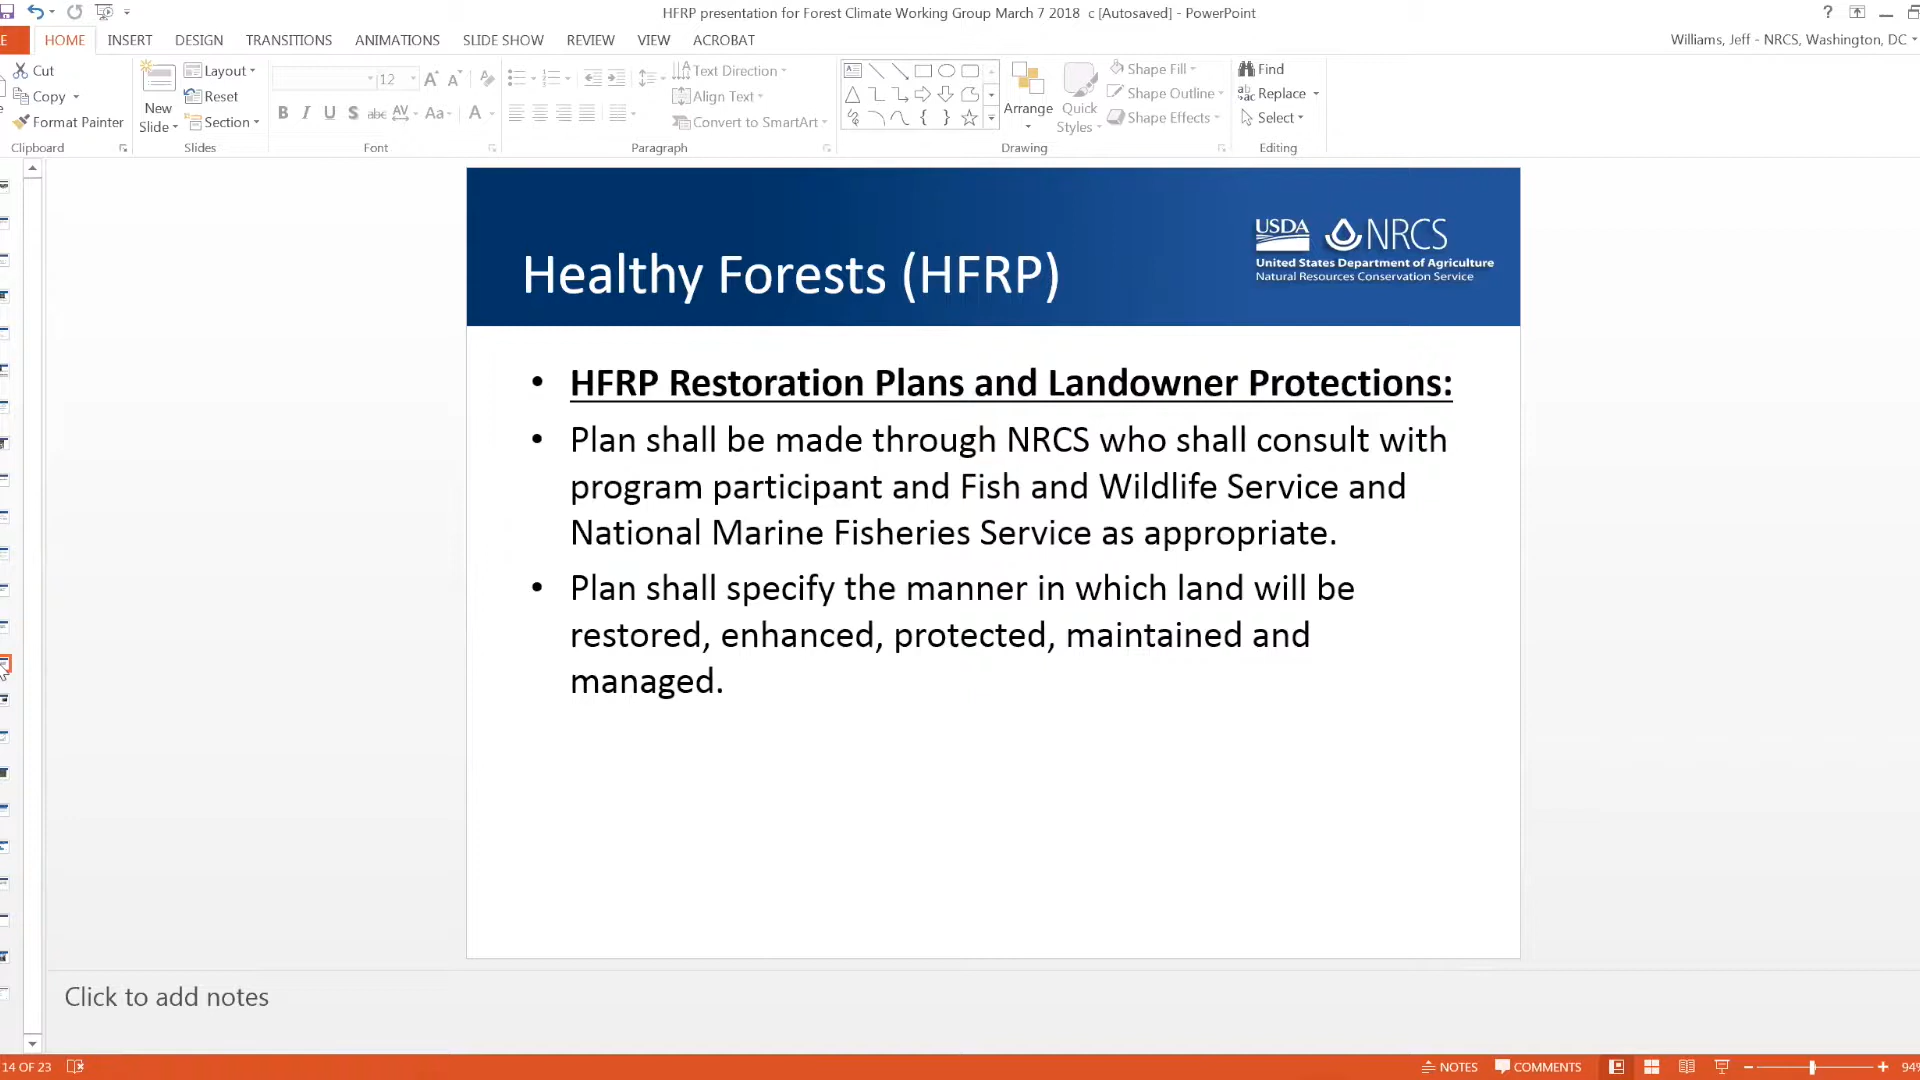 HFRP presentation for Forest Climate Working Group March 7 2018 c [Autosaved] - PowerPoint
HOME INSERT DESIGN TRANSITIONS ANIMATIONS SLIDE SHOW REVIEW VIEW ACROBAT
Williams, Jeff - NRCS, Washington, DC
Cut
Copy
Format Painter
Clipboard
New
Slide
Layout
Reset
Section
Slides
12
B I U S abc AV Aa A
Font
Text Direction
Align Text
Convert to SmartArt
Paragraph
Arrange
Quick
Styles
Shape Fill
Shape Outline
Shape Effects
Drawing
Find
Replace
Select
Editing
Healthy Forests (HFRP)
USDA NRCS
United States Department of Agriculture
Natural Resources Conservation Service
• HFRP Restoration Plans and Landowner Protections:
• Plan shall be made through NRCS who shall consult with
program participant and Fish and Wildlife Service and
National Marine Fisheries Service as appropriate.
• Plan shall specify the manner in which land will be
restored, enhanced, protected, maintained and
managed.
Click to add notes
14 OF 23
NOTES COMMENTS
94%